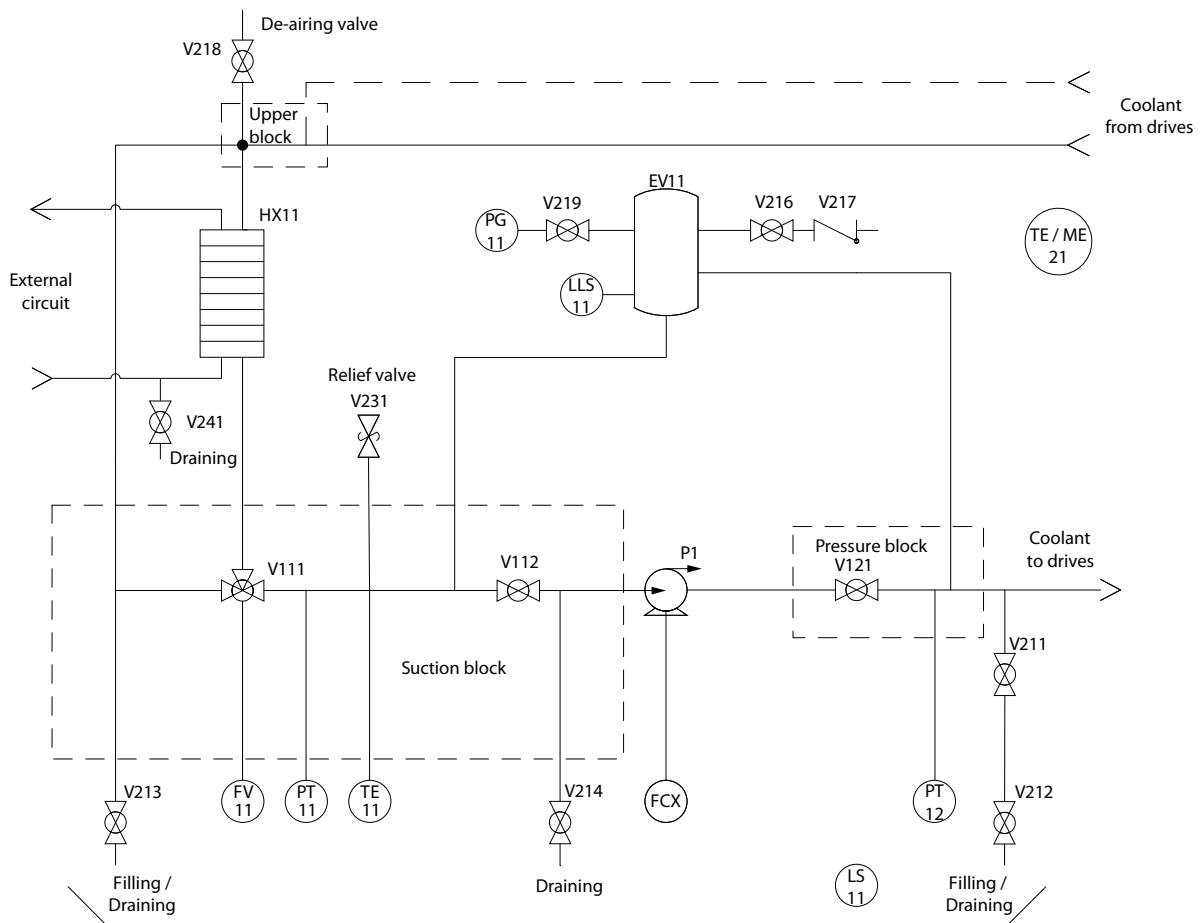 De-airing valve
V218
Upper
block
Coolant
from drives
EV11
HX11
V219
V216
V217
PG
11
TE / ME
21
External
circuit
LLS
11
Relief valve
V231
V241
Draining
Pressure block
Coolant
to drives
V111
V112
P1
V121
Suction block
V211
V213
FV
11
PT
11
TE
11
V214
FCX
PT
12
V212
Filling /
Draining
Draining
LS
11
Filling /
Draining